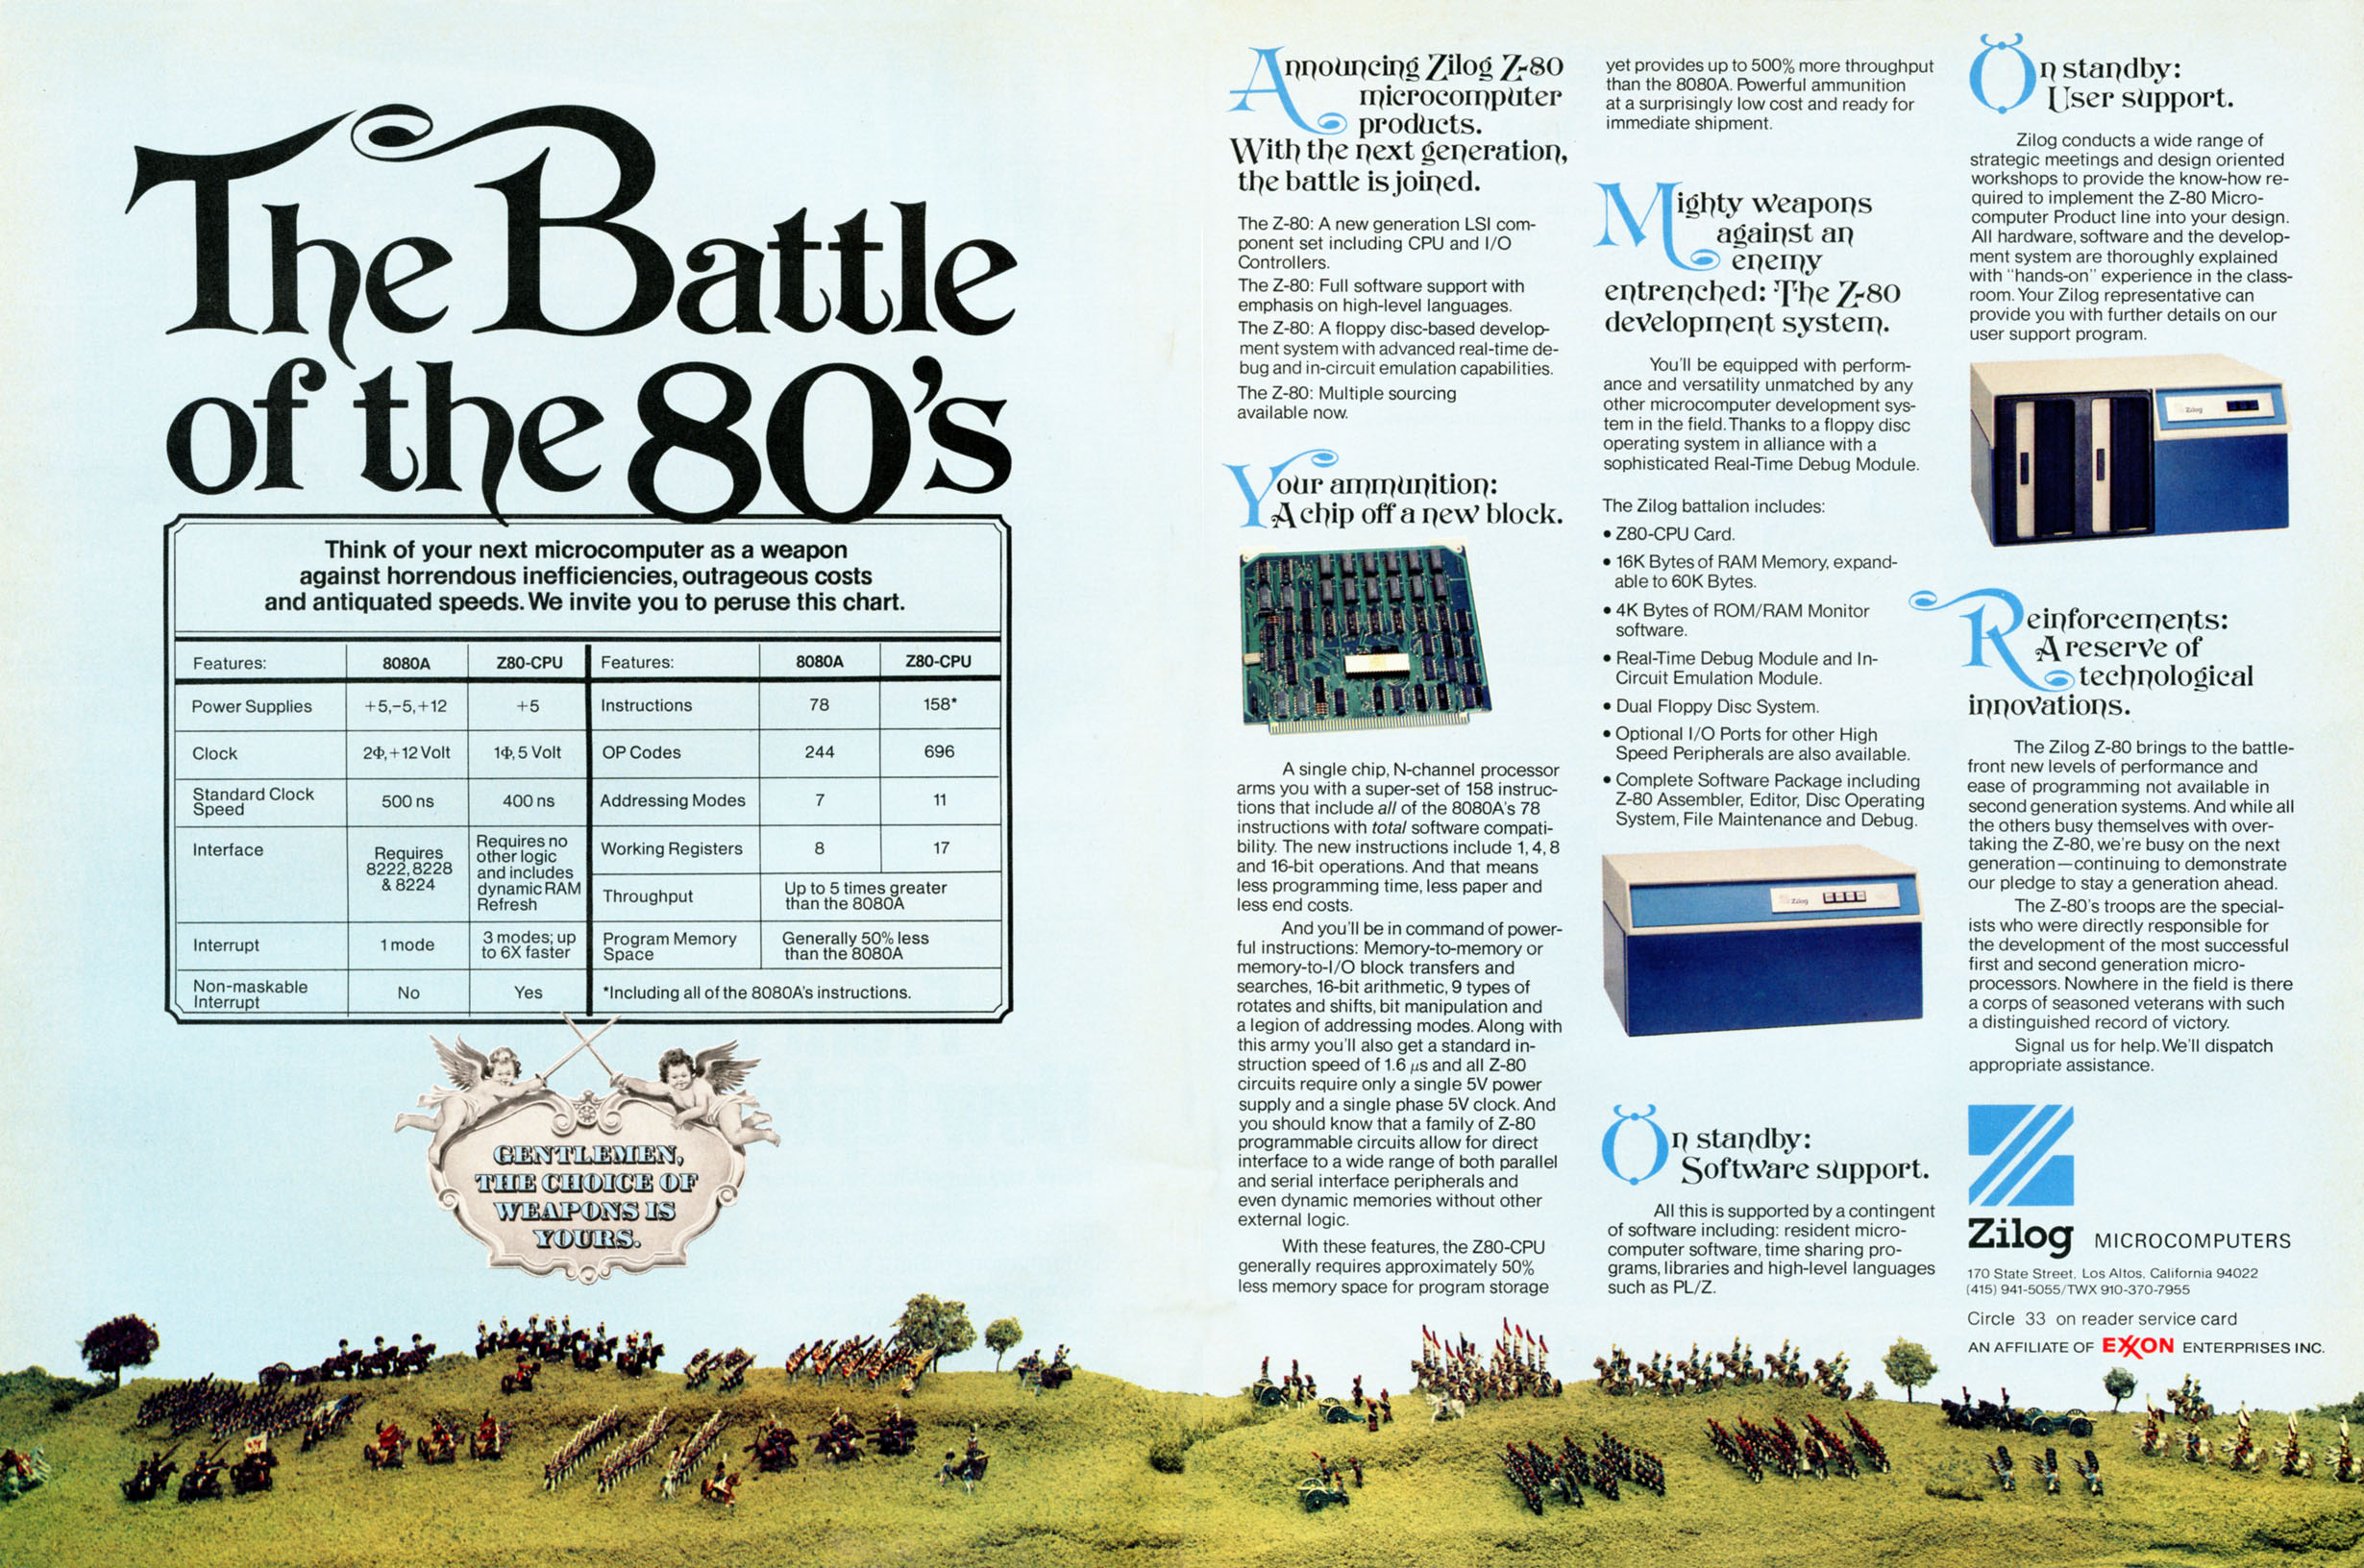 The Battle
of the 80's
Think of your next microcomputer as a weapon
against horrendous inefficiencies, outrageous costs
and antiquated speeds. We invite you to peruse this chart.
Features: 8080A Z80-CPU
Power Supplies +5,-5,+12 +5
Clock 2Φ,+12 Volt 1Φ,5 Volt
Standard Clock
Speed 500 ns 400 ns
Interface
Requires
8222, 8228
& 8224
Requires no
other logic
and includes
dynamic RAM
Refresh
Interrupt 1 mode
3 modes; up
to 6X faster
Non-maskable
Interrupt No Yes
Features: 8080A Z80-CPU
Instructions 78 158*
OP Codes 244 696
Addressing Modes 7 11
Working Registers 8 17
Throughput
Up to 5 times greater
than the 8080A
Program Memory
Space
Generally 50% less
than the 8080A
*Including all of the 8080A's instructions.
GENTLEMEN,
THE CHOICE OF
WEAPONS IS
YOURS.
Announcing Zilog Z-80
microcomputer
products.
With the next generation,
the battle is joined.
The Z-80: A new generation LSI com-
ponent set including CPU and I/O
Controllers.
The Z-80: Full software support with
emphasis on high-level languages.
The Z-80: A floppy disc-based develop-
ment system with advanced real-time de-
bug and in-circuit emulation capabilities.
The Z-80: Multiple sourcing
available now.
Your ammunition:
A chip off a new block.
A single chip, N-channel processor
arms you with a super-set of 158 instruc-
tions that include all of the 8080A's 78
instructions with total software compati-
bility. The new instructions include 1, 4, 8
and 16-bit operations. And that means
less programming time, less paper and
less end costs.
And you'll be in command of power-
ful instructions: Memory-to-memory or
memory-to-I/O block transfers and
searches, 16-bit arithmetic, 9 types of
rotates and shifts, bit manipulation and
a legion of addressing modes. Along with
this army you'll also get a standard in-
struction speed of 1.6 µs and all Z-80
circuits require only a single 5V power
supply and a single phase 5V clock. And
you should know that a family of Z-80
programmable circuits allow for direct
interface to a wide range of both parallel
and serial interface peripherals and
even dynamic memories without other
external logic.
With these features, the Z80-CPU
generally requires approximately 50%
less memory space for program storage
yet provides up to 500% more throughput
than the 8080A. Powerful ammunition
at a surprisingly low cost and ready for
immediate shipment.
Mighty weapons
against an
enemy
entrenched: The Z-80
development system.
You'll be equipped with perform-
ance and versatility unmatched by any
other microcomputer development sys-
tem in the field. Thanks to a floppy disc
operating system in alliance with a
sophisticated Real-Time Debug Module.
The Zilog battalion includes:
• Z80-CPU Card.
• 16K Bytes of RAM Memory, expand-
able to 60K Bytes.
• 4K Bytes of ROM/RAM Monitor
software.
• Real-Time Debug Module and In-
Circuit Emulation Module.
• Dual Floppy Disc System.
• Optional I/O Ports for other High
Speed Peripherals are also available.
• Complete Software Package including
Z-80 Assembler, Editor, Disc Operating
System, File Maintenance and Debug.
Zilog
On standby:
Software support.
All this is supported by a contingent
of software including: resident micro-
computer software, time sharing pro-
grams, libraries and high-level languages
such as PL/Z.
On standby:
User support.
Zilog conducts a wide range of
strategic meetings and design oriented
workshops to provide the know-how re-
quired to implement the Z-80 Micro-
computer Product line into your design.
All hardware, software and the develop-
ment system are thoroughly explained
with "hands-on" experience in the class-
room. Your Zilog representative can
provide you with further details on our
user support program.
Zilog
Reinforcements:
A reserve of
technological
innovations.
The Zilog Z-80 brings to the battle-
front new levels of performance and
ease of programming not available in
second generation systems. And while all
the others busy themselves with over-
taking the Z-80, we're busy on the next
generation—continuing to demonstrate
our pledge to stay a generation ahead.
The Z-80's troops are the special-
ists who were directly responsible for
the development of the most successful
first and second generation micro-
processors. Nowhere in the field is there
a corps of seasoned veterans with such
a distinguished record of victory.
Signal us for help. We'll dispatch
appropriate assistance.
Zilog MICROCOMPUTERS
170 State Street, Los Altos, California 94022
(415) 941-5055/TWX 910-370-7955
Circle 33 on reader service card
AN AFFILIATE OF EXXON ENTERPRISES INC.